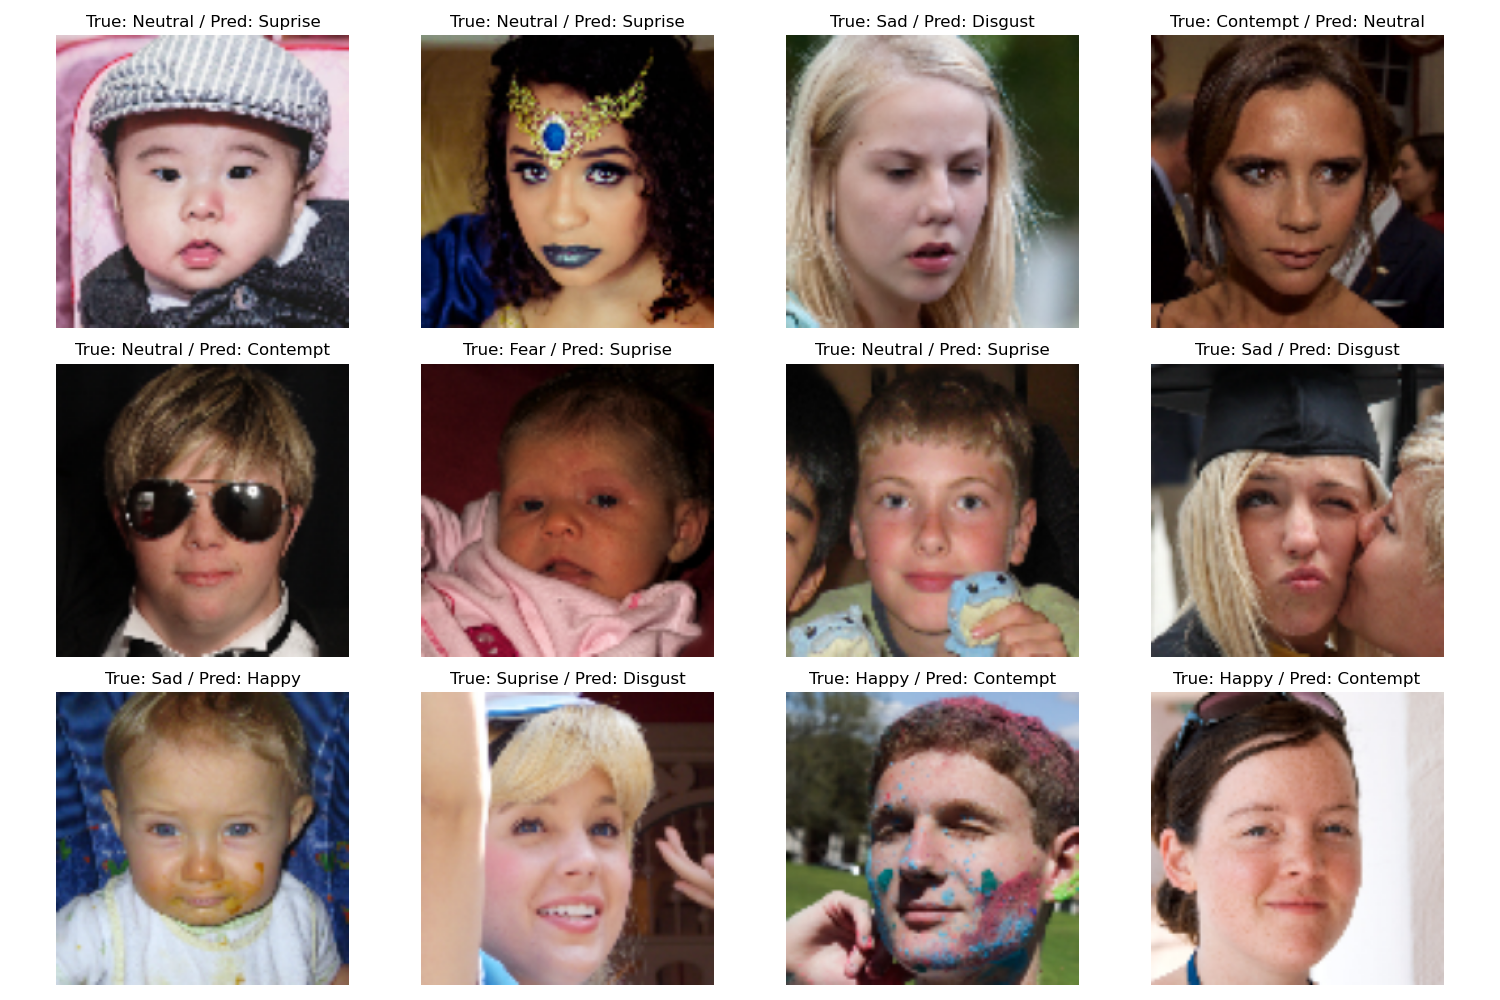 True: Neutral / Pred: Suprise
True: Neutral / Pred: Suprise
True: Sad / Pred: Disgust
True: Contempt / Pred: Neutral
True: Neutral / Pred: Contempt
True: Fear / Pred: Suprise
True: Neutral / Pred: Suprise
True: Sad / Pred: Disgust
True: Sad / Pred: Happy
True: Suprise / Pred: Disgust
True: Happy / Pred: Contempt
True: Happy / Pred: Contempt